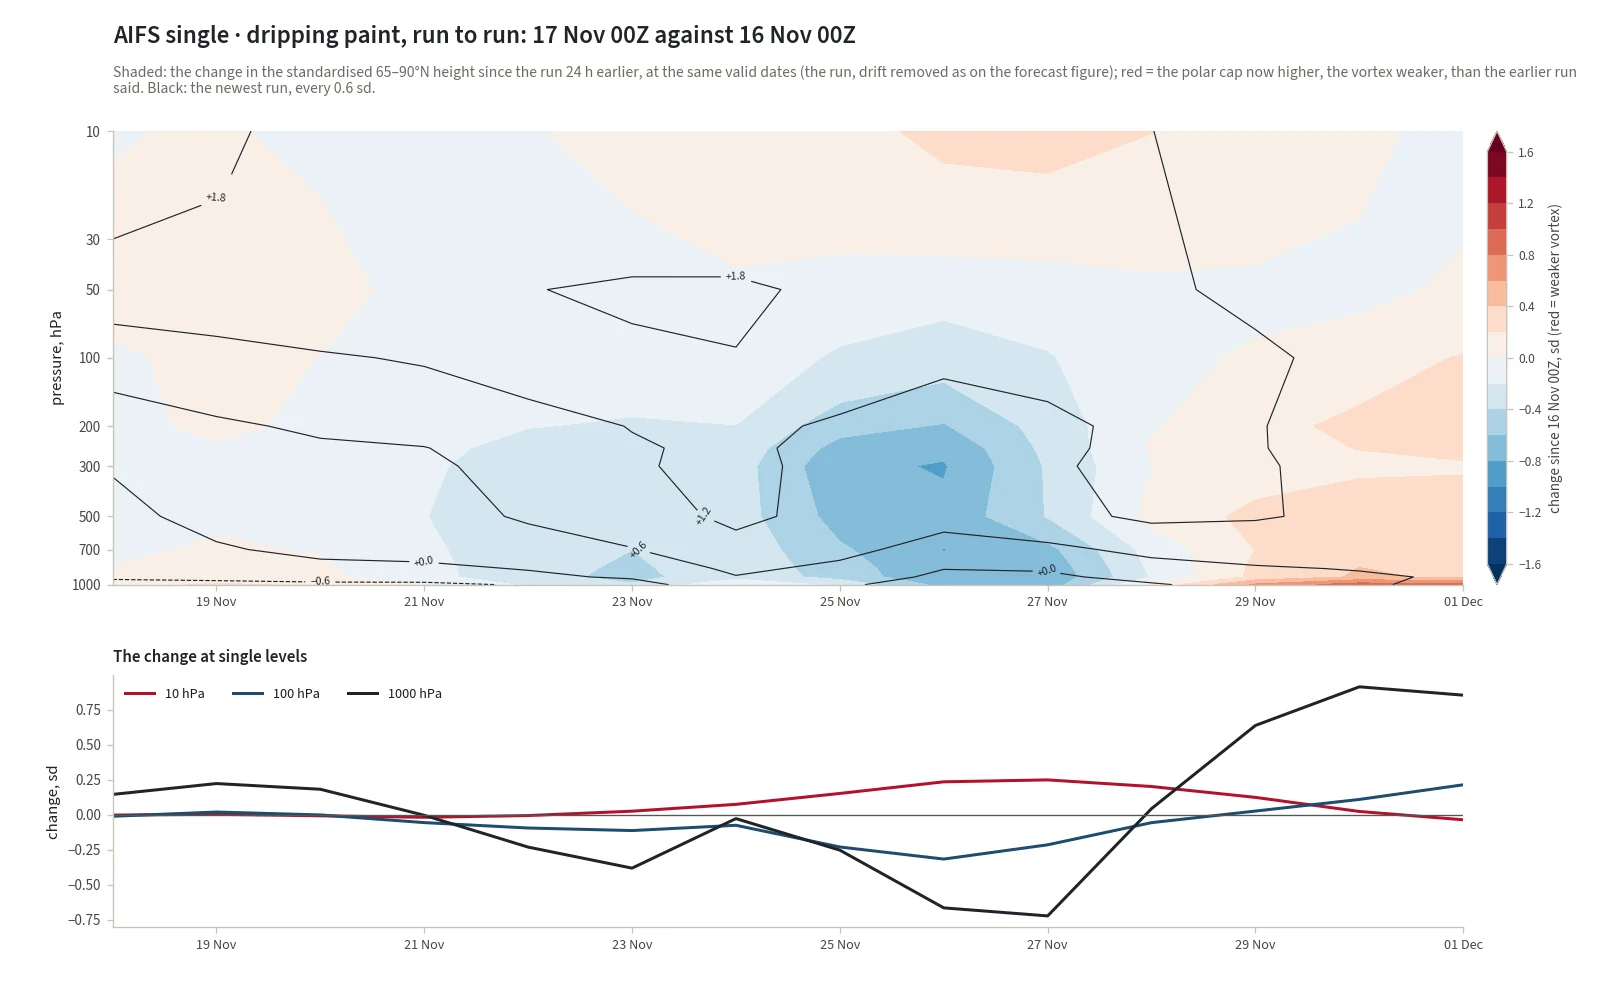 AIFS single · dripping paint, run to run: 17 Nov 00Z against 16 Nov 00Z
Shaded: the change in the standardised 65–90°N height since the run 24 h earlier, at the same valid dates (the run, drift removed as on the forecast figure); red = the polar cap now higher, the vortex weaker, than the earlier run
said. Black: the newest run, every 0.6 sd.
pressure, hPa
10
30
50
100
200
300
500
700
1000
+1.8
+1.8
+1.2
+0.6
+0.0
+0.0
−0.6
19 Nov
21 Nov
23 Nov
25 Nov
27 Nov
29 Nov
01 Dec
1.6
1.2
0.8
0.4
0.0
−0.4
−0.8
−1.2
−1.6
change since 16 Nov 00Z, sd (red = weaker vortex)
The change at single levels
10 hPa
100 hPa
1000 hPa
change, sd
0.75
0.50
0.25
0.00
−0.25
−0.50
−0.75
19 Nov
21 Nov
23 Nov
25 Nov
27 Nov
29 Nov
01 Dec